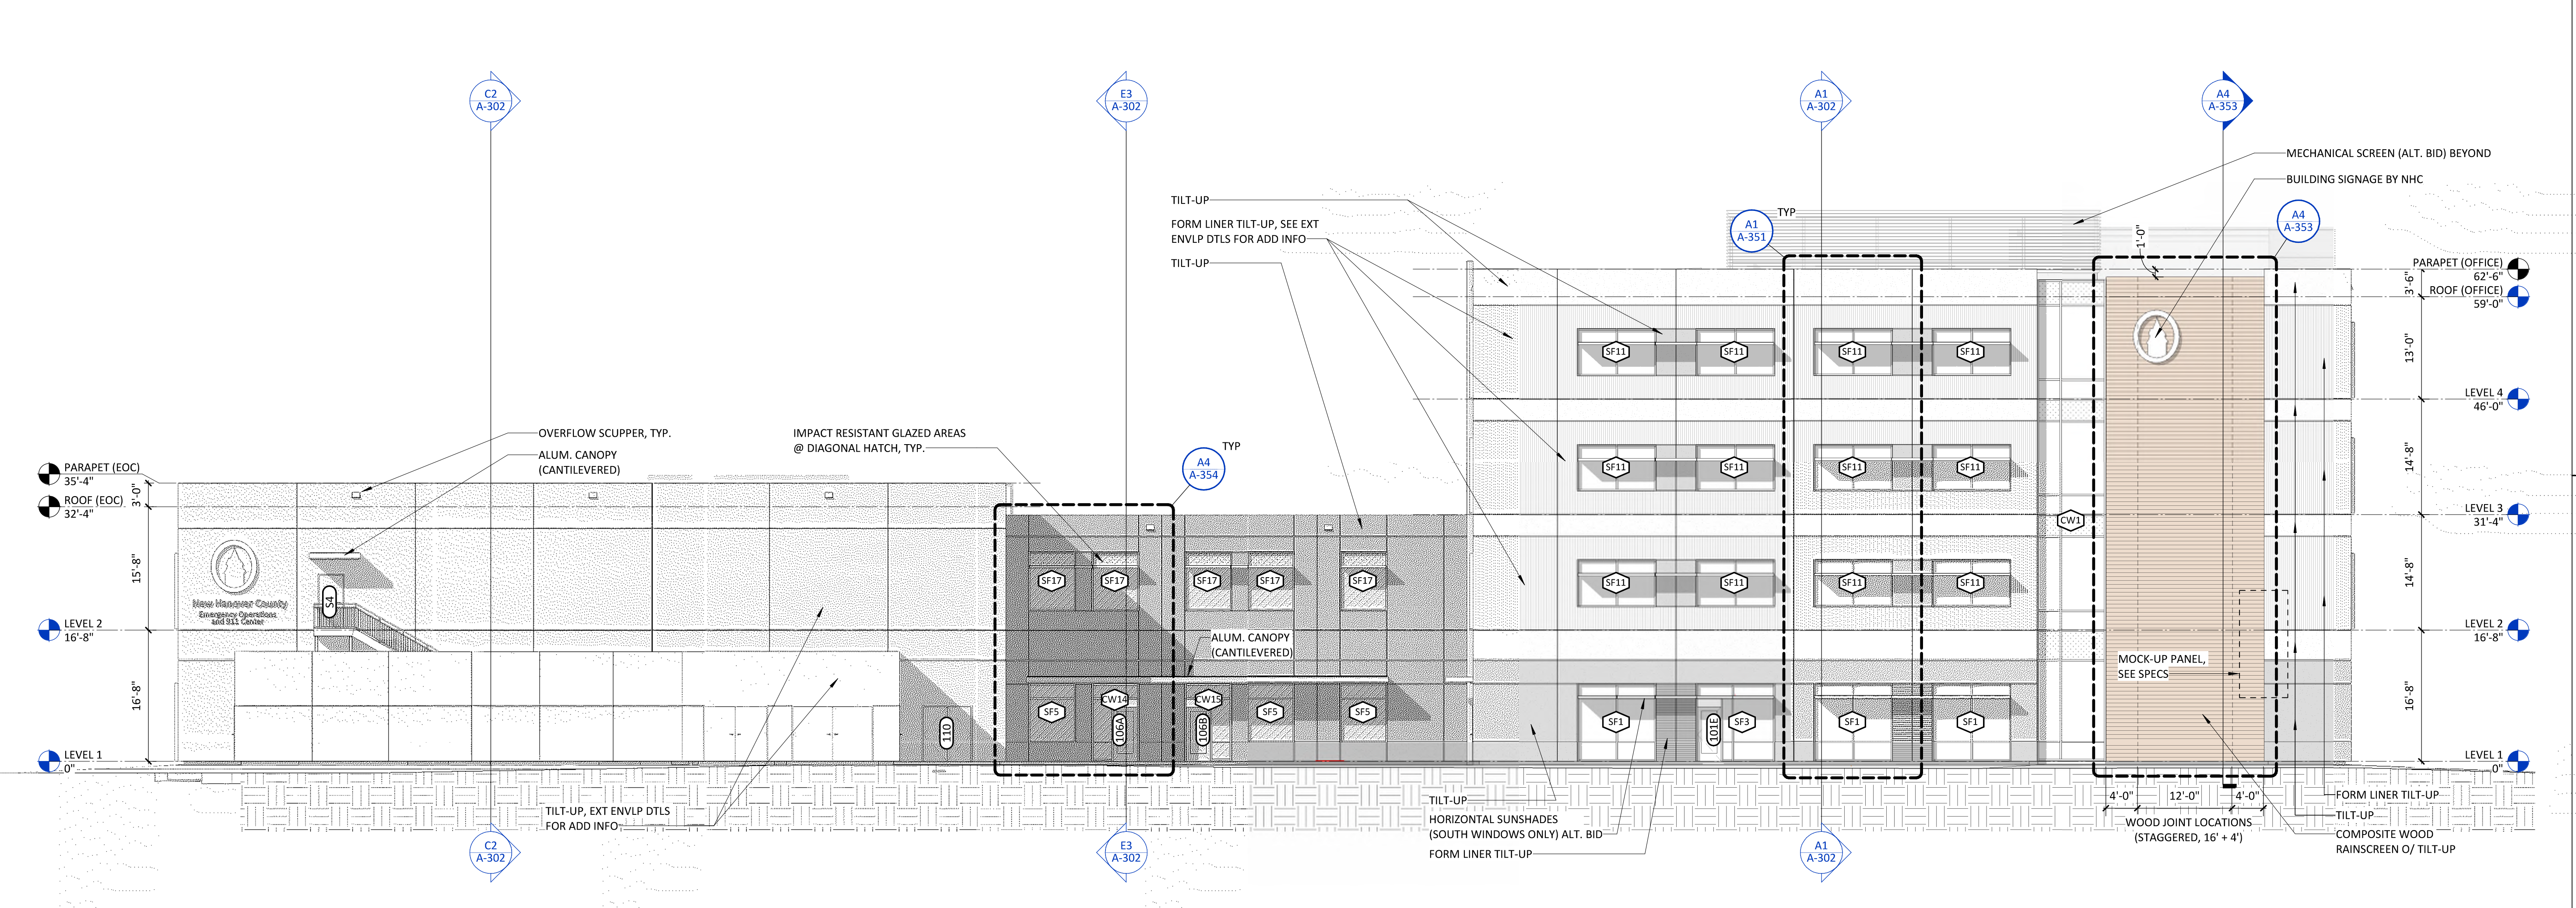 C2
A-302
E3
A-302
A1
A-302
A4
A-353
MECHANICAL SCREEN (ALT. BID) BEYOND
BUILDING SIGNAGE BY NHC
TILT-UP
FORM LINER TILT-UP, SEE EXT
ENVLP DTLS FOR ADD INFO
TILT-UP
A1
A-351
TYP
A4
A-353
1'-0"
PARAPET (OFFICE)
62'-6"
3'-6"
ROOF (OFFICE)
59'-0"
13'-0"
SF11
SF11
SF11
SF11
LEVEL 4
46'-0"
OVERFLOW SCUPPER, TYP.
ALUM. CANOPY
(CANTILEVERED)
IMPACT RESISTANT GLAZED AREAS
@ DIAGONAL HATCH, TYP.
TYP
A4
A-354
SF11
SF11
SF11
SF11
14'-8"
PARAPET (EOC)
35'-4"
3'-0"
ROOF (EOC)
32'-4"
CW1
LEVEL 3
31'-4"
15'-8"
New Hanover County
Emergency Operations
and 911 Center
S4
SF17
SF17
SF17
SF17
SF17
SF11
SF11
SF11
SF11
14'-8"
LEVEL 2
16'-8"
LEVEL 2
16'-8"
ALUM. CANOPY
(CANTILEVERED)
MOCK-UP PANEL,
SEE SPECS
16'-8"
16'-8"
110
SF5
CW14
106A
CW15
106B
SF5
SF5
SF1
101E
SF3
SF1
SF1
LEVEL 1
0"
LEVEL 1
0"
TILT-UP, EXT ENVLP DTLS
FOR ADD INFO
TILT-UP
HORIZONTAL SUNSHADES
(SOUTH WINDOWS ONLY) ALT. BID
FORM LINER TILT-UP
4'-0"
12'-0"
4'-0"
WOOD JOINT LOCATIONS
(STAGGERED, 16' + 4')
FORM LINER TILT-UP
TILT-UP
COMPOSITE WOOD
RAINSCREEN O/ TILT-UP
C2
A-302
E3
A-302
A1
A-302